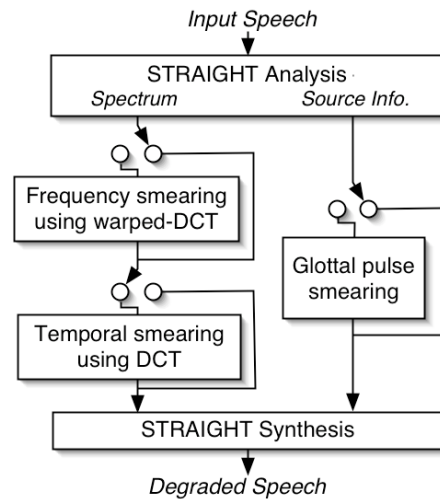 Input Speech
STRAIGHT Analysis
Spectrum
Source Info.
Frequency smearing
using warped-DCT
Glottal pulse
smearing
Temporal smearing
using DCT
STRAIGHT Synthesis
Degraded Speech